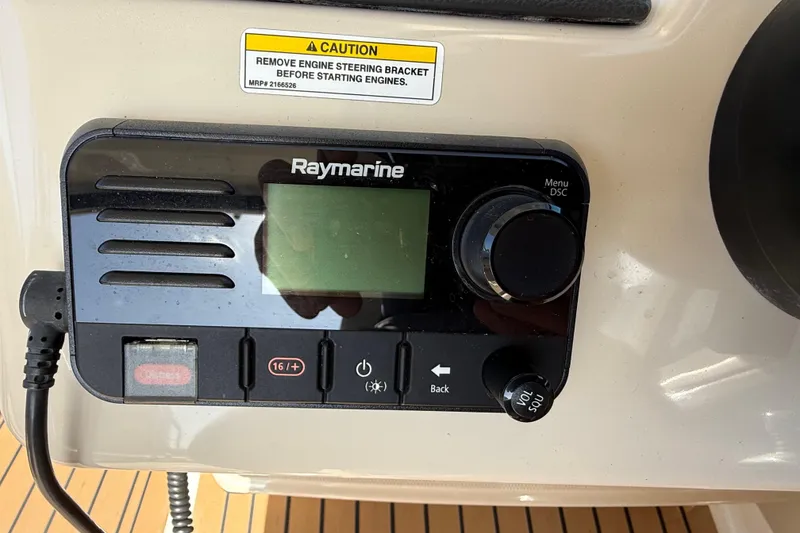 ⚠ CAUTION
REMOVE ENGINE STEERING BRACKET
BEFORE STARTING ENGINES.
MRP# 2166526
Raymarine
Menu
DSC
16/+
Back
VOL
SQU